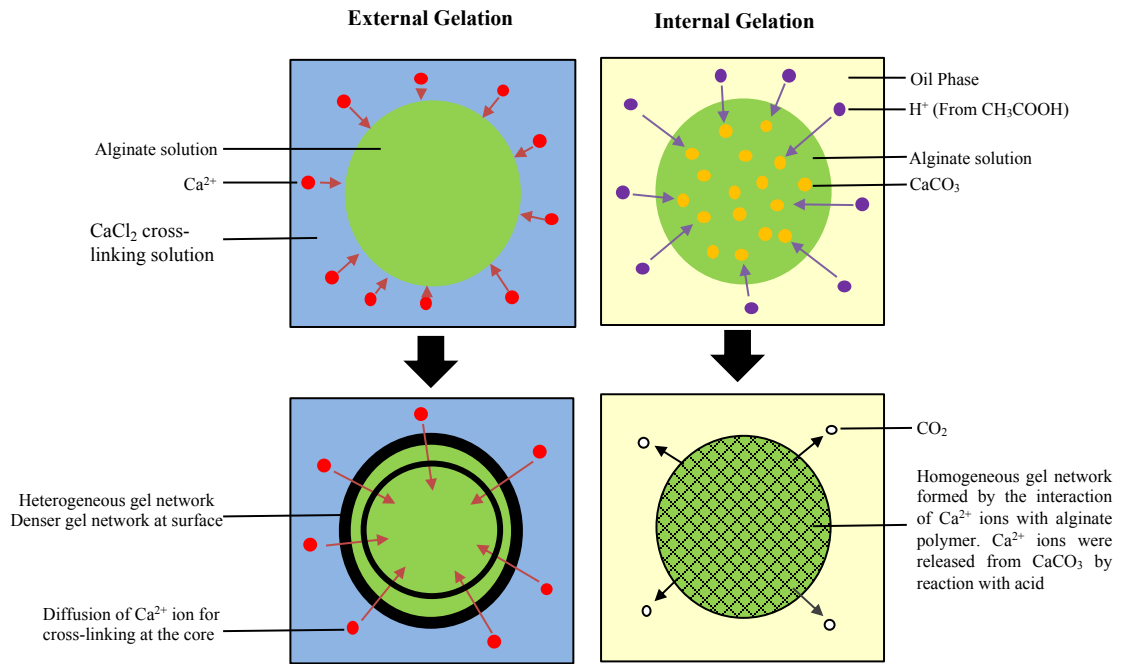 External Gelation
Internal Gelation
Alginate solution
Ca²⁺
CaCl₂ cross-
linking solution
Oil Phase
H⁺ (From CH₃COOH)
Alginate solution
CaCO₃
Heterogeneous gel network
Denser gel network at surface
Diffusion of Ca²⁺ ion for
cross-linking at the core
CO₂
Homogeneous gel network
formed by the interaction
of Ca²⁺ ions with alginate
polymer. Ca²⁺ ions were
released from CaCO₃ by
reaction with acid